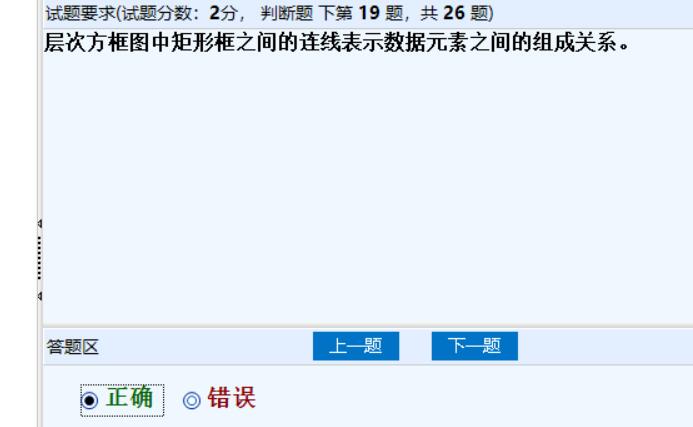 试题要求(试题分数：2分， 判断题 下第 19 题，共 26 题)
层次方框图中矩形框之间的连线表示数据元素之间的组成关系。
答题区 上一题 下一题
正确 错误